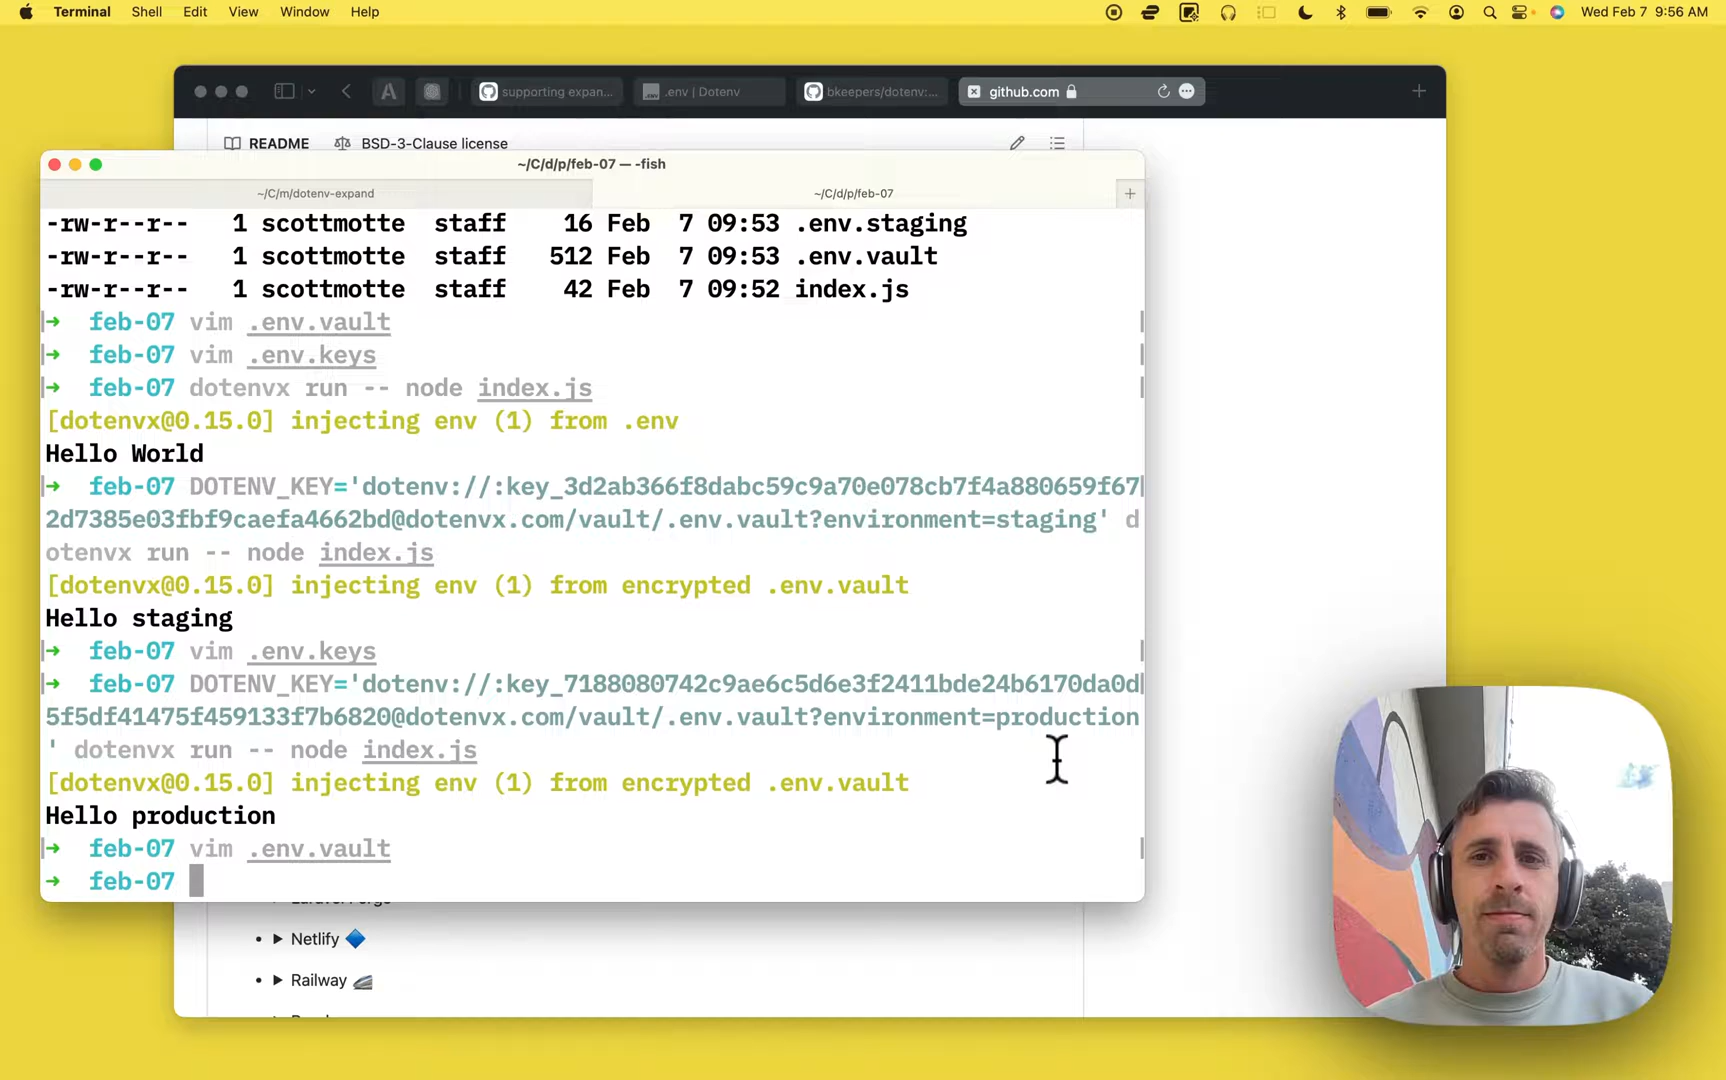 Terminal Shell Edit View Window Help Wed Feb 7 9:56 AM
supporting expan... .env | Dotenv bkeepers/dotenv:... github.com
README BSD-3-Clause license
~/C/d/p/feb-07 — -fish
~/C/m/dotenv-expand ~/C/d/p/feb-07
-rw-r--r-- 1 scottmotte staff 16 Feb 7 09:53 .env.staging
-rw-r--r-- 1 scottmotte staff 512 Feb 7 09:53 .env.vault
-rw-r--r-- 1 scottmotte staff 42 Feb 7 09:52 index.js
→ feb-07 vim .env.vault
→ feb-07 vim .env.keys
→ feb-07 dotenvx run -- node index.js
[dotenvx@0.15.0] injecting env (1) from .env
Hello World
→ feb-07 DOTENV_KEY='dotenv://:key_3d2ab366f8dabc59c9a70e078cb7f4a880659f67
2d7385e03fbf9caefa4662bd@dotenvx.com/vault/.env.vault?environment=staging' d
otenvx run -- node index.js
[dotenvx@0.15.0] injecting env (1) from encrypted .env.vault
Hello staging
→ feb-07 vim .env.keys
→ feb-07 DOTENV_KEY='dotenv://:key_7188080742c9ae6c5d6e3f2411bde24b6170da0d
5f5df41475f459133f7b6820@dotenvx.com/vault/.env.vault?environment=production
' dotenvx run -- node index.js
[dotenvx@0.15.0] injecting env (1) from encrypted .env.vault
Hello production
→ feb-07 vim .env.vault
→ feb-07
• ▶ Netlify
• ▶ Railway